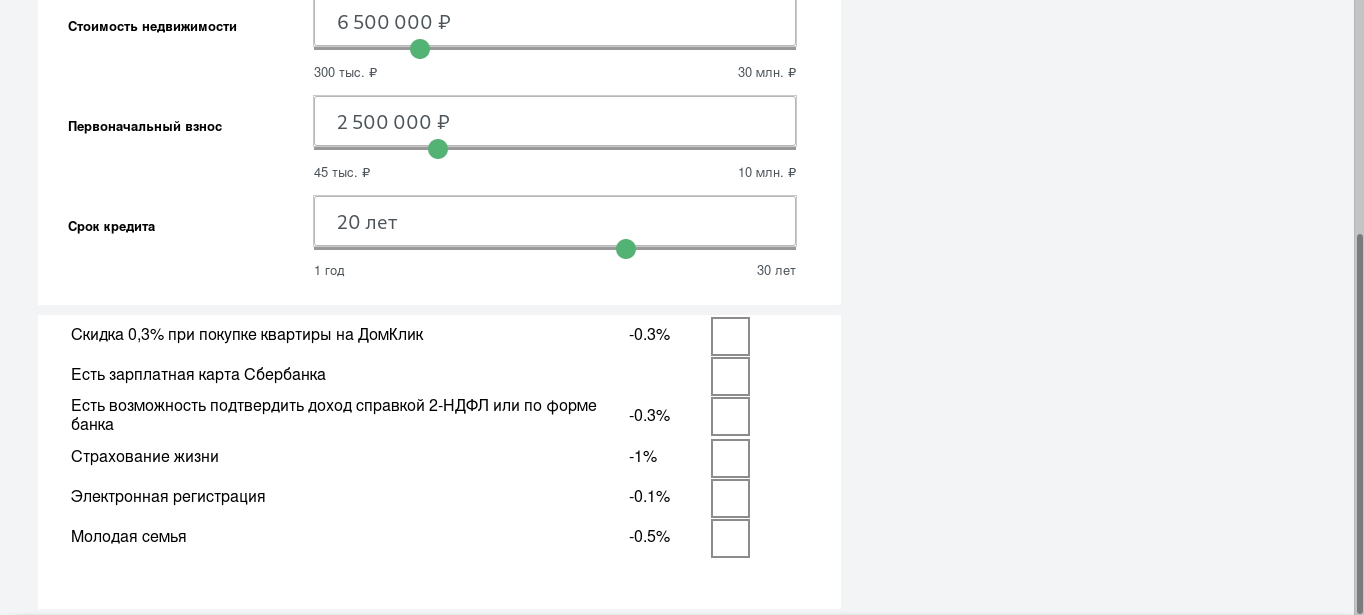 Стоимость недвижимости
6 500 000 ₽
300 тыс. ₽
30 млн. ₽
Первоначальный взнос
2 500 000 ₽
45 тыс. ₽
10 млн. ₽
Срок кредита
20 лет
1 год
30 лет
Скидка 0,3% при покупке квартиры на ДомКлик
-0.3%
Есть зарплатная карта Сбербанка
Есть возможность подтвердить доход справкой 2-НДФЛ или по форме
банка
-0.3%
Страхование жизни
-1%
Электронная регистрация
-0.1%
Молодая семья
-0.5%